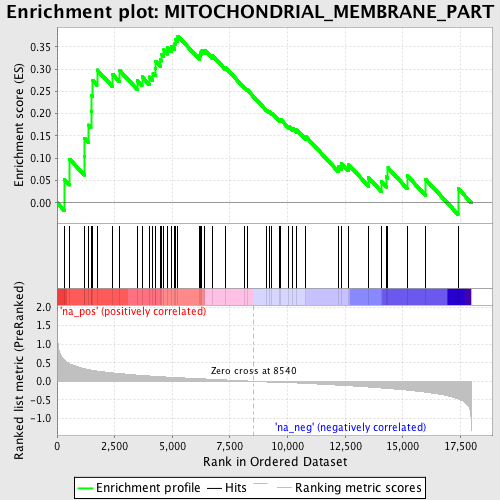 Enrichment plot: MITOCHONDRIAL_MEMBRANE_PART
Enrichment score (ES)
0.35
0.30
0.25
0.20
0.15
0.10
0.05
0.00
'na_pos' (positively correlated)
Ranked list metric (PreRanked)
2.0
1.5
1.0
0.5
0.0
-0.5
-1.0
Zero cross at 8540
'na_neg' (negatively correlated)
0 2,500 5,000 7,500 10,000 12,500 15,000 17,500
Rank in Ordered Dataset
Enrichment profile Hits Ranking metric scores